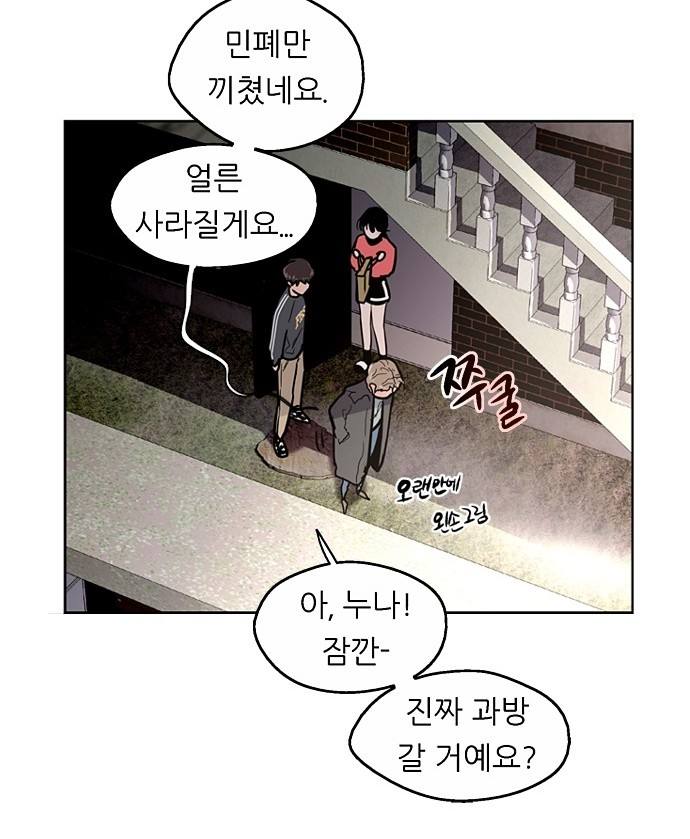 민폐만
끼쳤네요.
얼른
사라질게요...
쭈굴
오랜만에
왼손그림
아, 누나!
잠깐-
진짜 과방
갈 거예요?